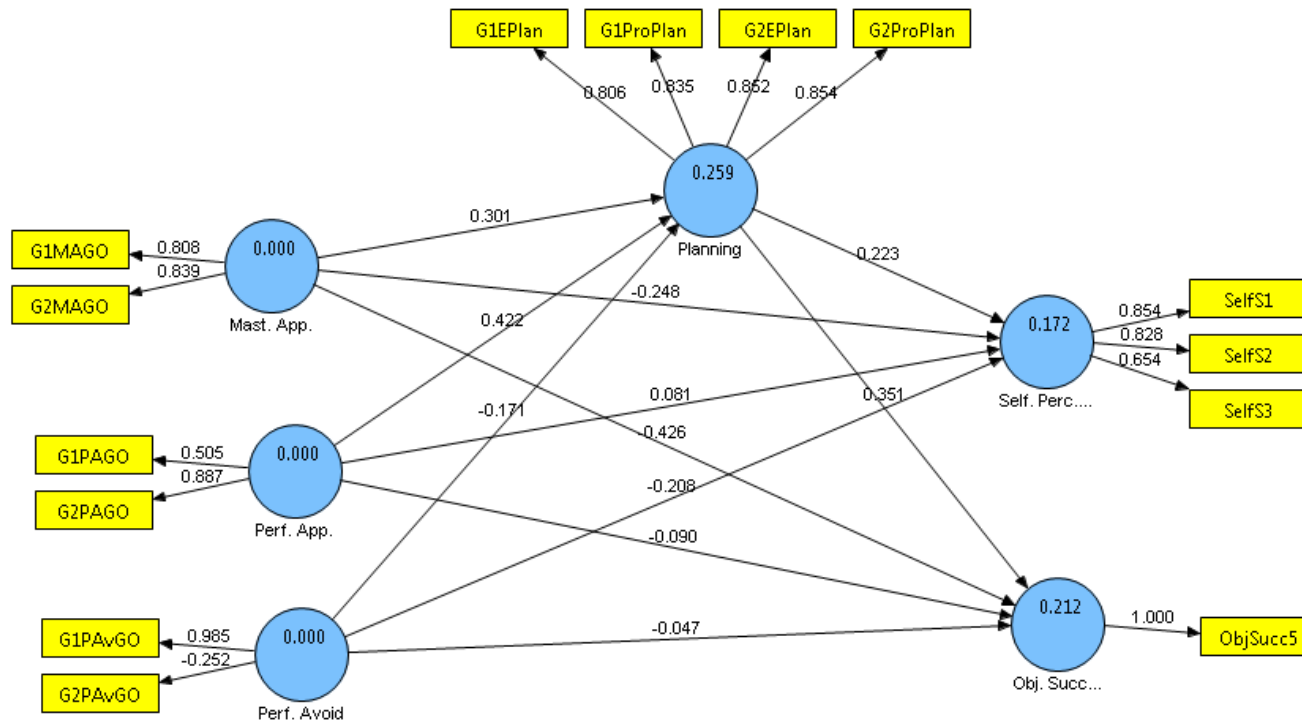 G1EPlan
G1ProPlan
G2EPlan
G2ProPlan
0.806
0.835
0.852
0.854
0.259
Planning
0.301
0.223
G1MAGO
0.808
G2MAGO
0.839
0.000
Mast. App.
-0.248
0.422
SelfS1
0.854
0.172
0.828
SelfS2
0.654
SelfS3
Self. Perc....
-0.171
0.081
0.351
-0.426
G1PAGO
0.505
0.000
G2PAGO
0.887
Perf. App.
-0.208
-0.090
G1PAvGO
0.985
0.000
-0.252
G2PAvGO
Perf. Avoid
-0.047
0.212
1.000
ObjSucc5
Obj. Succ...